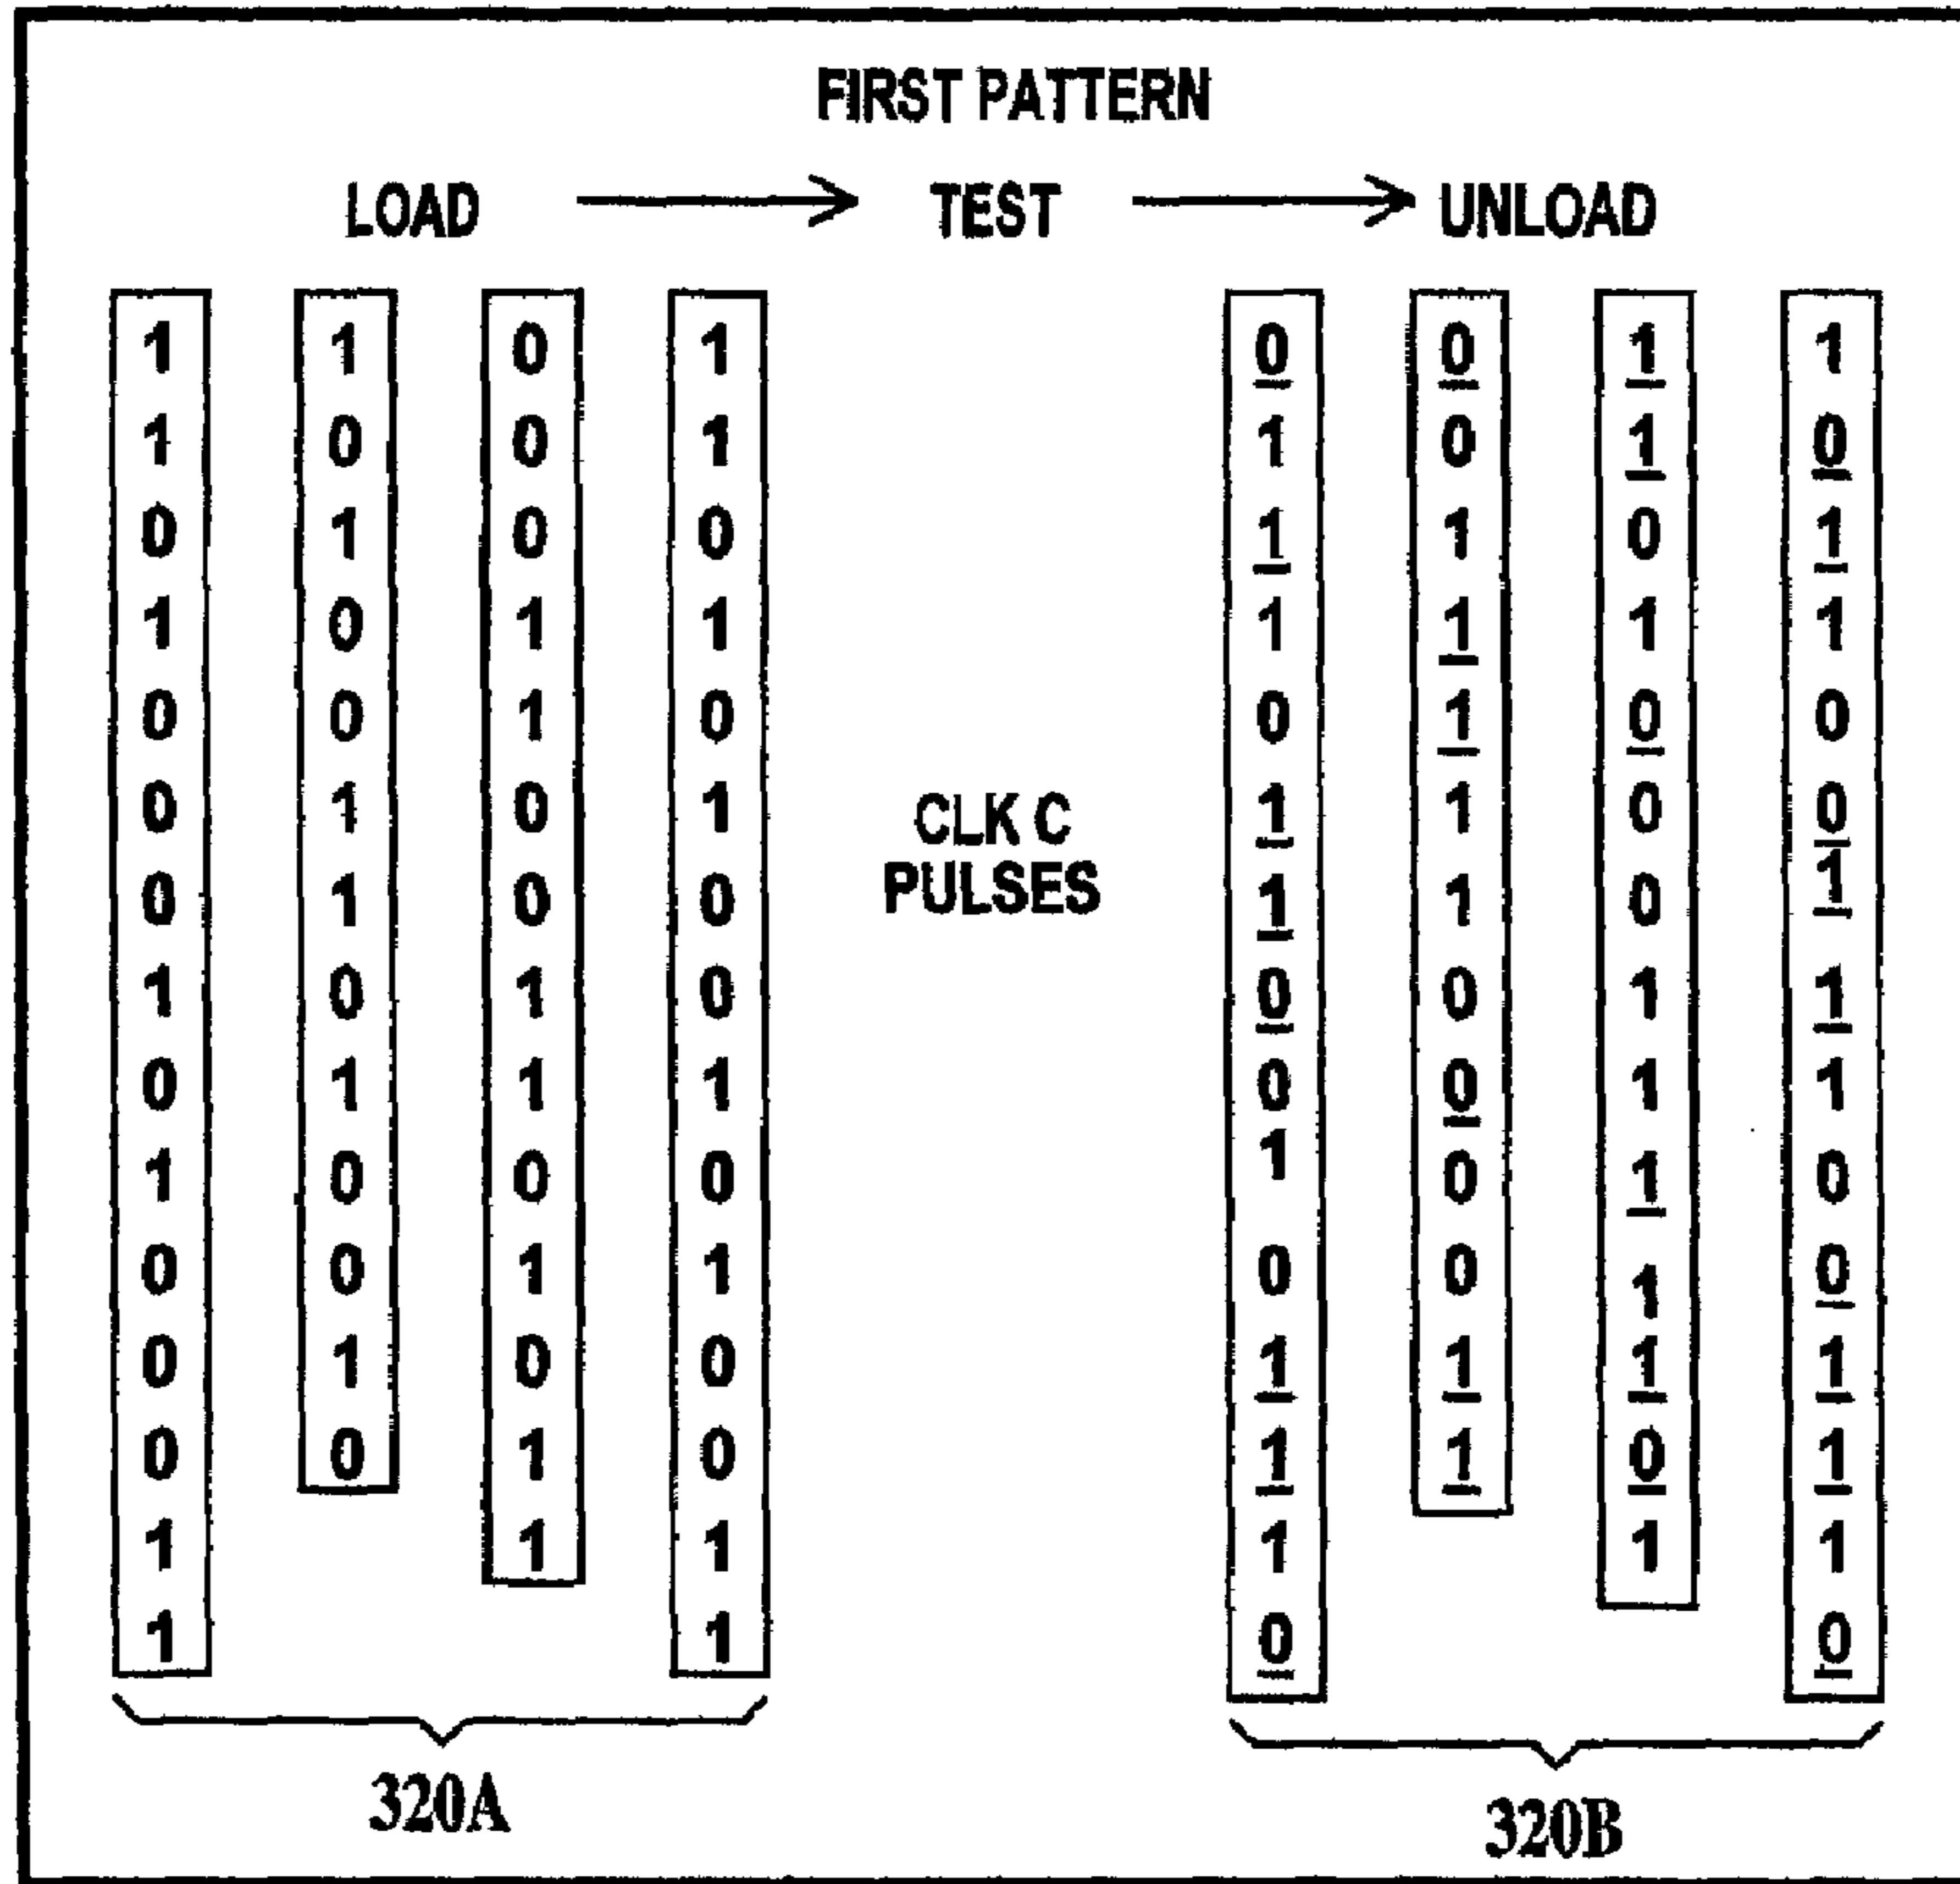 FIRST PATTERN
LOAD TEST UNLOAD
1 1 0 1 0 0 1 1
1 0 0 1 1 0 1 0
0 1 0 0 1 1 0 1
1 0 1 1 1 1 1 1
0 0 1 0 0 1 0 0
0 1 0 1 1 1 0 0
0 1 0 0 1 1 0 1
1 0 1 0 0 0 1 1
0 1 1 1 0 0 1 1
1 0 0 0 1 0 1 0
0 0 1 1 0 0 1 0
0 1 0 0 1 1 1 1
0 0 1 0 1 1 0 1
1 1 1 1 1 1
1 1 0 0
CLK C
PULSES
320A 320B